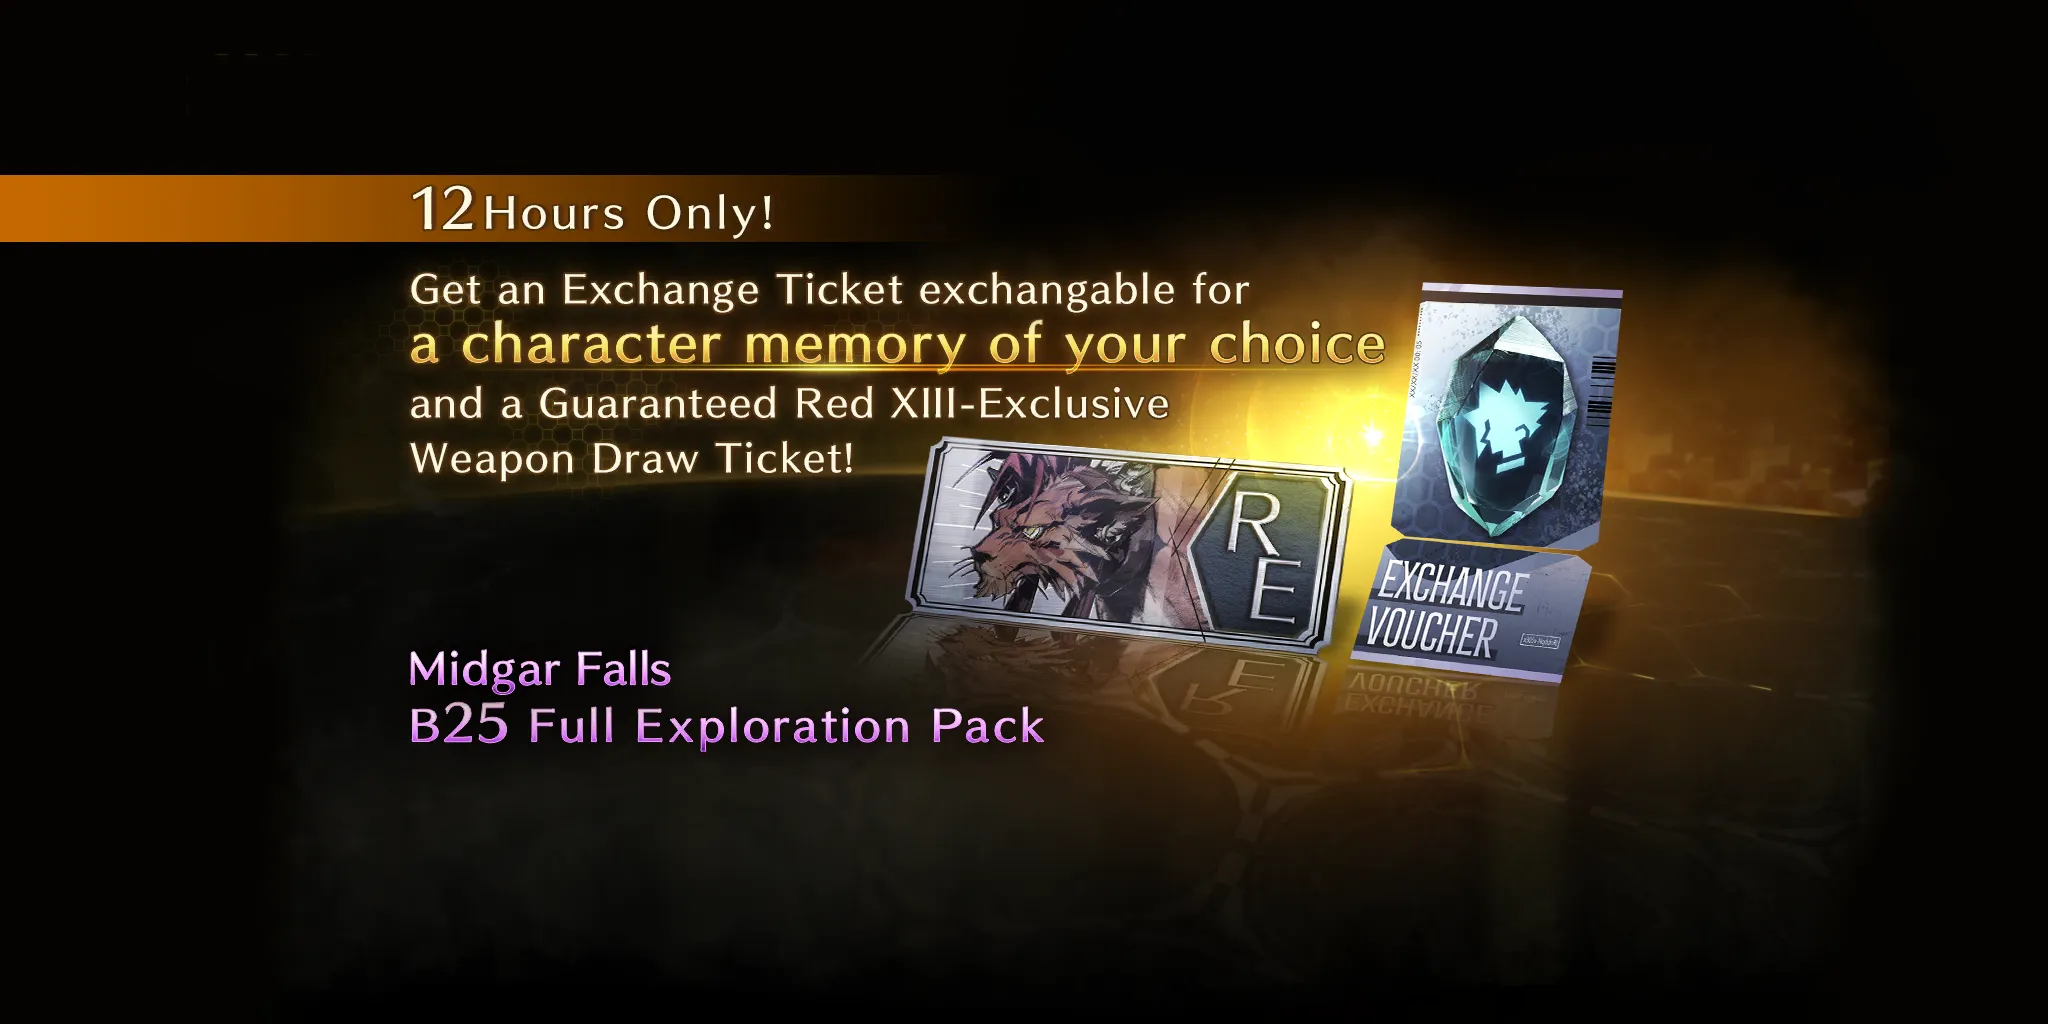 12 Hours Only!
Get an Exchange Ticket exchangable for
a character memory of your choice
and a Guaranteed Red XIII-Exclusive
Weapon Draw Ticket!
R
E
EXCHANGE
VOUCHER
Midgar Falls
B25 Full Exploration Pack